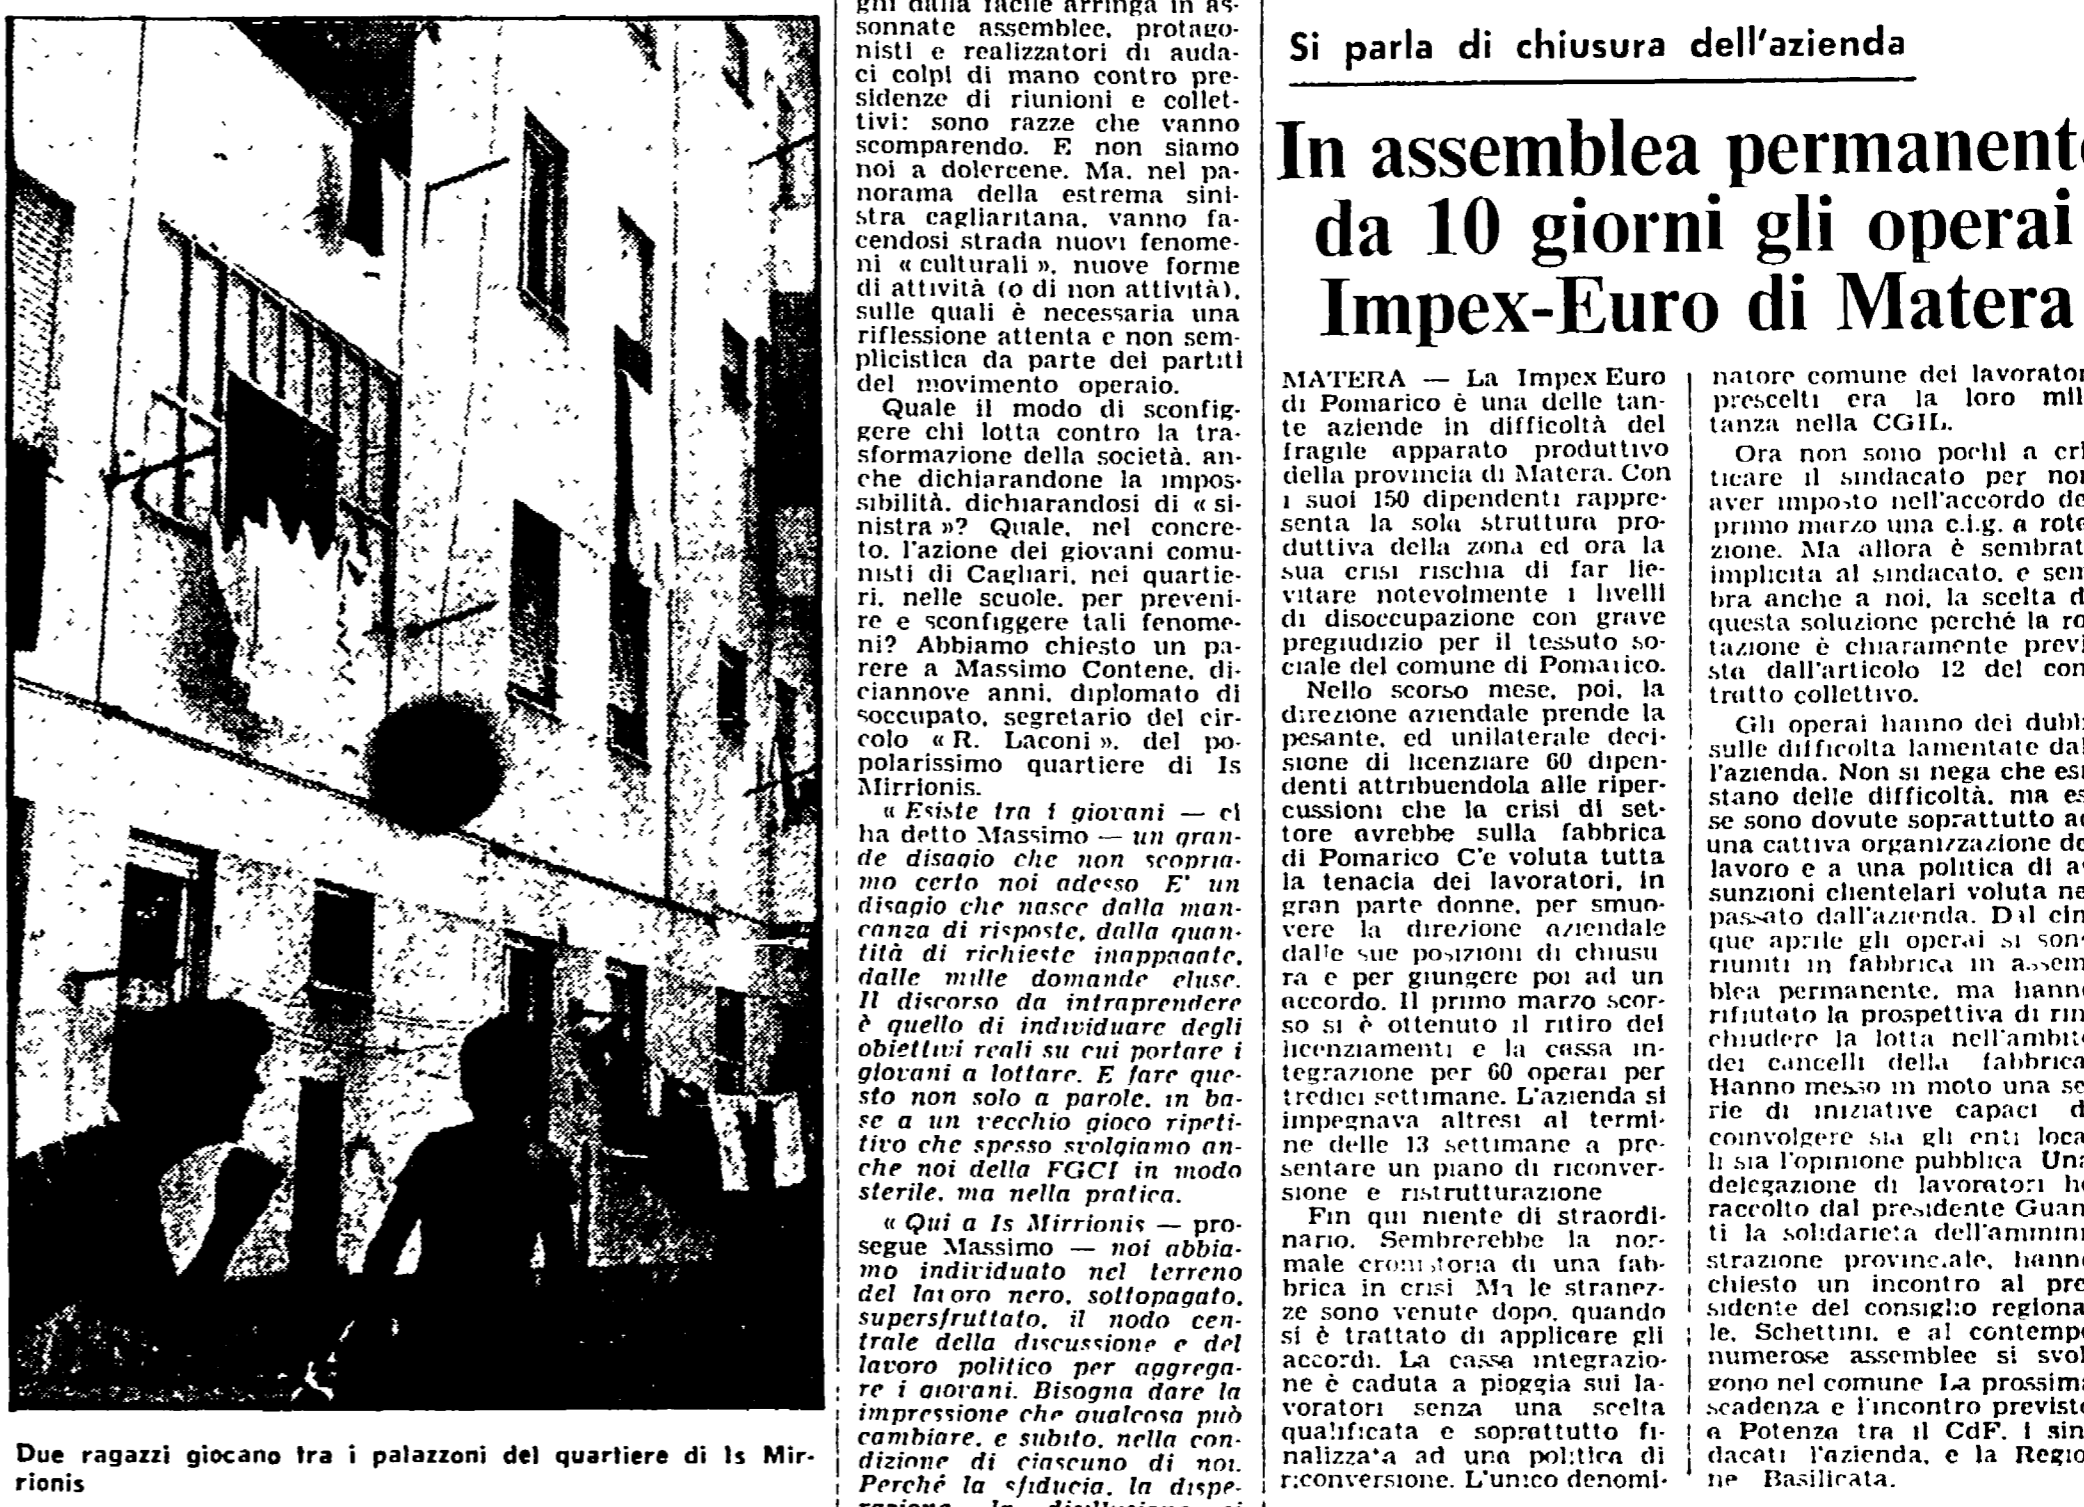 Due ragazzi giocano tra i palazzoni del quartiere di Is Mir-
rionis
gni dalla facile arringa in as-
sonnate assemblee, protago-
nisti e realizzatori di auda-
ci colpi di mano contro pre-
sidenze di riunioni e collet-
tivi: sono razze che vanno
scomparendo. E non siamo
noi a dolercene. Ma, nel pa-
norama della estrema sini-
stra cagliaritana, vanno fa-
cendosi strada nuovi fenome-
ni « culturali », nuove forme
di attività (o di non attività),
sulle quali è necessaria una
riflessione attenta e non sem-
plicistica da parte dei partiti
del movimento operaio.
Quale il modo di sconfig-
gere chi lotta contro la tra-
sformazione della società, an-
che dichiarandone la impos-
sibilità, dichiarandosi di « si-
nistra »? Quale, nel concre-
to, l'azione dei giovani comu-
nisti di Cagliari, nei quartie-
ri, nelle scuole, per preveni-
re e sconfiggere tali fenome-
ni? Abbiamo chiesto un pa-
rere a Massimo Contene, di-
ciannove anni, diplomato di
soccupato, segretario del cir-
colo « R. Laconi », del po-
polarissimo quartiere di Is
Mirrionis.
« Esiste tra i giovani — ci
ha detto Massimo — un gran-
de disagio che non scopria-
mo certo noi adesso E' un
disagio che nasce dalla man-
canza di risposte, dalla quan-
tità di richieste inappagate,
dalle mille domande eluse.
Il discorso da intraprendere
è quello di individuare degli
obiettivi reali su cui portare i
giovani a lottare. E fare que-
sto non solo a parole, in ba-
se a un vecchio gioco ripeti-
tivo che spesso svolgiamo an-
che noi della FGCI in modo
sterile, ma nella pratica.
« Qui a Is Mirrionis — pro-
segue Massimo — noi abbia-
mo individuato nel terreno
del lavoro nero, sottopagato,
supersfruttato, il nodo cen-
trale della discussione e del
lavoro politico per aggrega-
re i giovani. Bisogna dare la
impressione che qualcosa può
cambiare, e subito, nella con-
dizione di ciascuno di noi.
Perché la sfiducia, la dispe-
razione, la disillusione si
Si parla di chiusura dell'azienda
In assemblea permanente
da 10 giorni gli operai
Impex-Euro di Matera
MATERA — La Impex Euro
di Pomarico è una delle tan-
te aziende in difficoltà del
fragile apparato produttivo
della provincia di Matera. Con
i suoi 150 dipendenti rappre-
senta la sola struttura pro-
duttiva della zona ed ora la
sua crisi rischia di far lie-
vitare notevolmente i livelli
di disoccupazione con grave
pregiudizio per il tessuto so-
ciale del comune di Pomarico.
Nello scorso mese, poi, la
direzione aziendale prende la
pesante, ed unilaterale deci-
sione di licenziare 60 dipen-
denti attribuendola alle riper-
cussioni che la crisi di set-
tore avrebbe sulla fabbrica
di Pomarico C'è voluta tutta
la tenacia dei lavoratori, in
gran parte donne, per smuo-
vere la direzione aziendale
dalle sue posizioni di chiusu
ra e per giungere poi ad un
accordo. Il primo marzo scor-
so si è ottenuto il ritiro dei
licenziamenti e la cassa in-
tegrazione per 60 operai per
tredici settimane. L'azienda si
impegnava altresì al termi-
ne delle 13 settimane a pre-
sentare un piano di riconver-
sione e ristrutturazione
Fin qui niente di straordi-
nario. Sembrerebbe la nor-
male cronistoria di una fab-
brica in crisi Ma le stranez-
ze sono venute dopo, quando
si è trattato di applicare gli
accordi. La cassa integrazio-
ne è caduta a pioggia sui la-
voratori senza una scelta
qualificata e soprattutto fi-
nalizzata ad una politica di
riconversione. L'unico denomi-
natore comune dei lavorator
prescelti era la loro mili
tanza nella CGIL.
Ora non sono pochi a cri
ticare il sindacato per non
aver imposto nell'accordo de
primo marzo una c.i.g. a rota
zione. Ma allora è sembrat
implicita al sindacato, e sem
bra anche a noi, la scelta d
questa soluzione perché la ro
tazione è chiaramente previ
sta dall'articolo 12 del con
tratto collettivo.
Gli operai hanno dei dubbi
sulle difficoltà lamentate dal
l'azienda. Non si nega che esi
stano delle difficoltà, ma es
se sono dovute soprattutto ad
una cattiva organizzazione de
lavoro e a una politica di as
sunzioni clientelari voluta ne
passato dall'azienda. Dal cin
que aprile gli operai si sono
riuniti in fabbrica in assem
blea permanente, ma hanno
rifiutato la prospettiva di rin
chiudere la lotta nell'ambito
dei cancelli della fabbrica
Hanno messo in moto una se
rie di iniziative capaci d
coinvolgere sia gli enti loca
li sia l'opinione pubblica Una
delegazione di lavoratori ha
raccolto dal presidente Guan
ti la solidarietà dell'ammini
strazione provinciale, hanno
chiesto un incontro al pre
sidente del consiglio regiona
le, Schettini, e al contempo
numerose assemblee si svol
gono nel comune La prossima
scadenza e l'incontro previsto
a Potenza tra il CdF, i sin
dacati l'azienda, e la Regio
ne Basilicata.